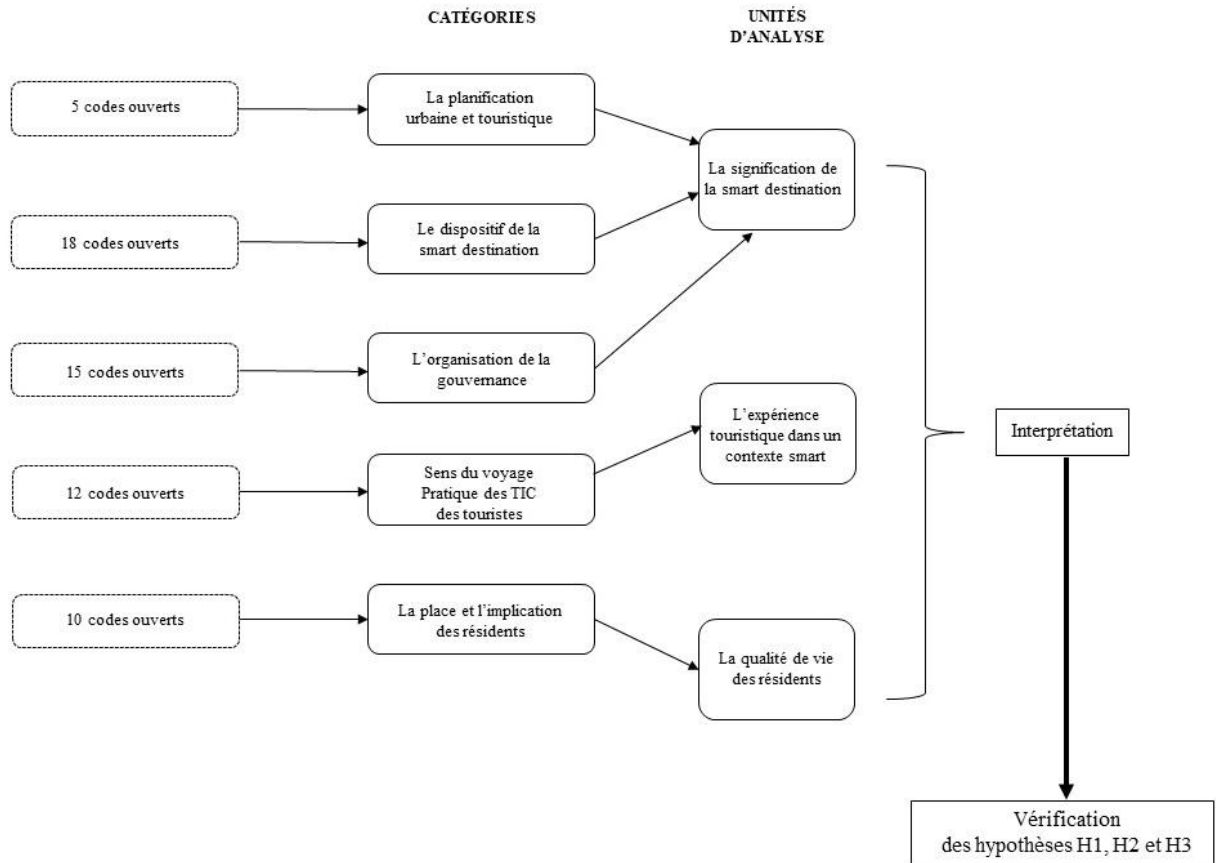 CATÉGORIES
UNITÉS
D'ANALYSE
5 codes ouverts
La planification
urbaine et touristique
La signification de
la smart destination
18 codes ouverts
Le dispositif de la
smart destination
15 codes ouverts
L'organisation de la
gouvernance
L'expérience
touristique dans un
contexte smart
Interprétation
12 codes ouverts
Sens du voyage
Pratique des TIC
des touristes
10 codes ouverts
La place et l'implication
des résidents
La qualité de vie
des résidents
Vérification
des hypothèses H1, H2 et H3